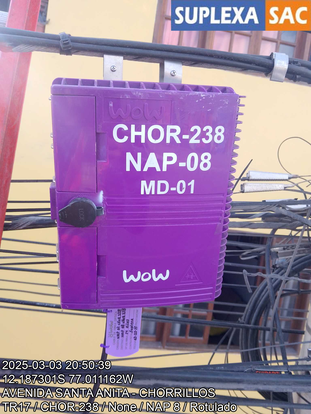 SUPLEXA SAC
WOW
CHOR-238
NAP-08
MD-01
WOW
2025-03-03 20:50:39
12.187301S 77.011162W
AVENIDA SANTA ANITA - CHORRILLOS
TR17 / CHOR-238 / None / NAP 8 / Rotulado